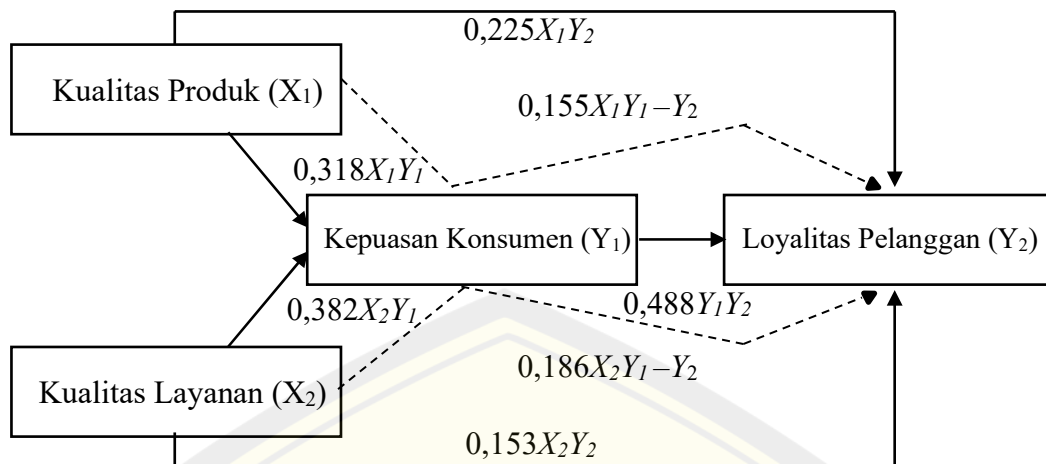 0,225X₁Y₂
Kualitas Produk (X₁)
0,155X₁Y₁–Y₂
0,318X₁Y₁
Kepuasan Konsumen (Y₁)
Loyalitas Pelanggan (Y₂)
0,382X₂Y₁
0,488Y₁Y₂
0,186X₂Y₁–Y₂
Kualitas Layanan (X₂)
0,153X₂Y₂